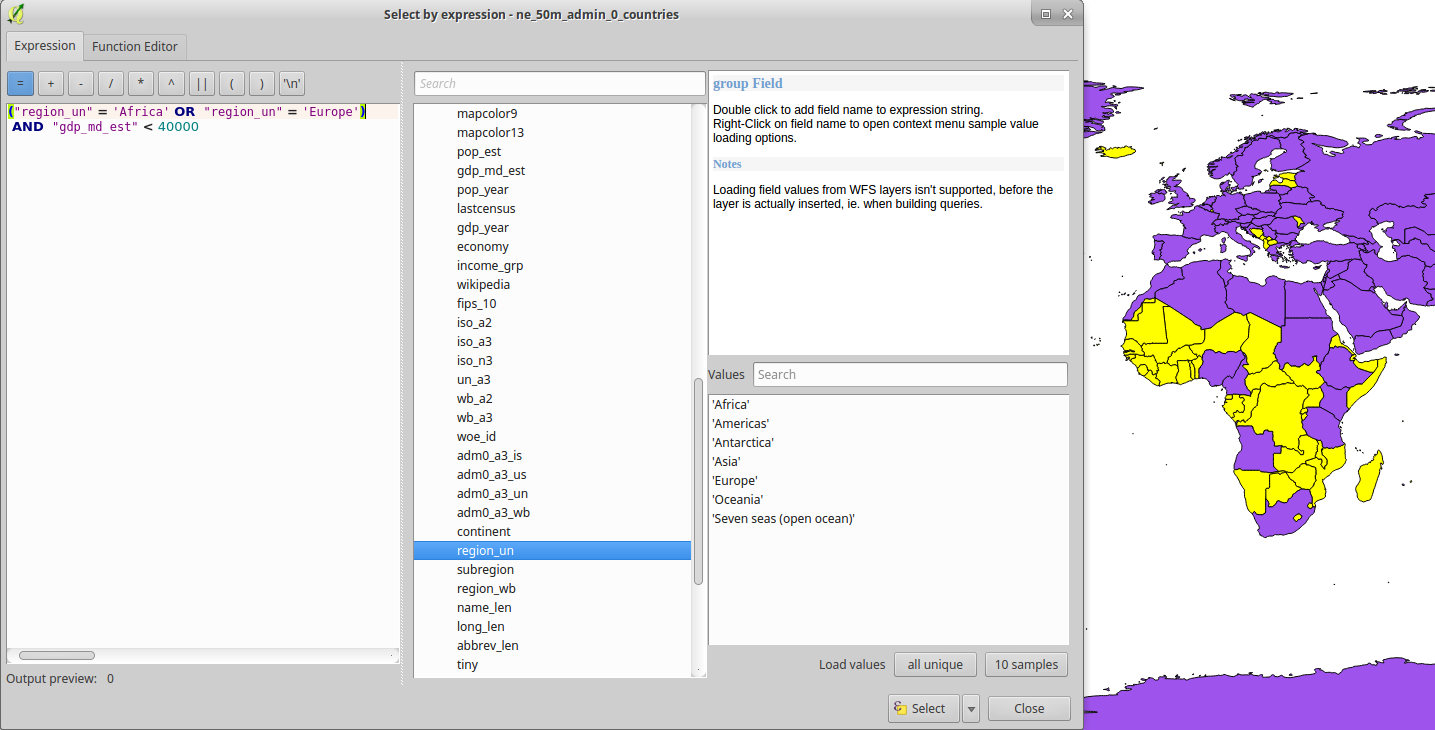 Select by expression - ne_50m_admin_0_countries
Expression
Function Editor
= + - / * ^ || ( ) '\n'
("region_un" = 'Africa' OR "region_un" = 'Europe')
AND "gdp_md_est" < 40000
Output preview: 0
Search
mapcolor9
mapcolor13
pop_est
gdp_md_est
pop_year
lastcensus
gdp_year
economy
income_grp
wikipedia
fips_10
iso_a2
iso_a3
iso_n3
un_a3
wb_a2
wb_a3
woe_id
adm0_a3_is
adm0_a3_us
adm0_a3_un
adm0_a3_wb
continent
region_un
subregion
region_wb
name_len
long_len
abbrev_len
tiny
group Field
Double click to add field name to expression string.
Right-Click on field name to open context menu sample value
loading options.
Notes
Loading field values from WFS layers isn't supported, before the
layer is actually inserted, ie. when building queries.
Values Search
'Africa'
'Americas'
'Antarctica'
'Asia'
'Europe'
'Oceania'
'Seven seas (open ocean)'
Load values all unique 10 samples
Select Close